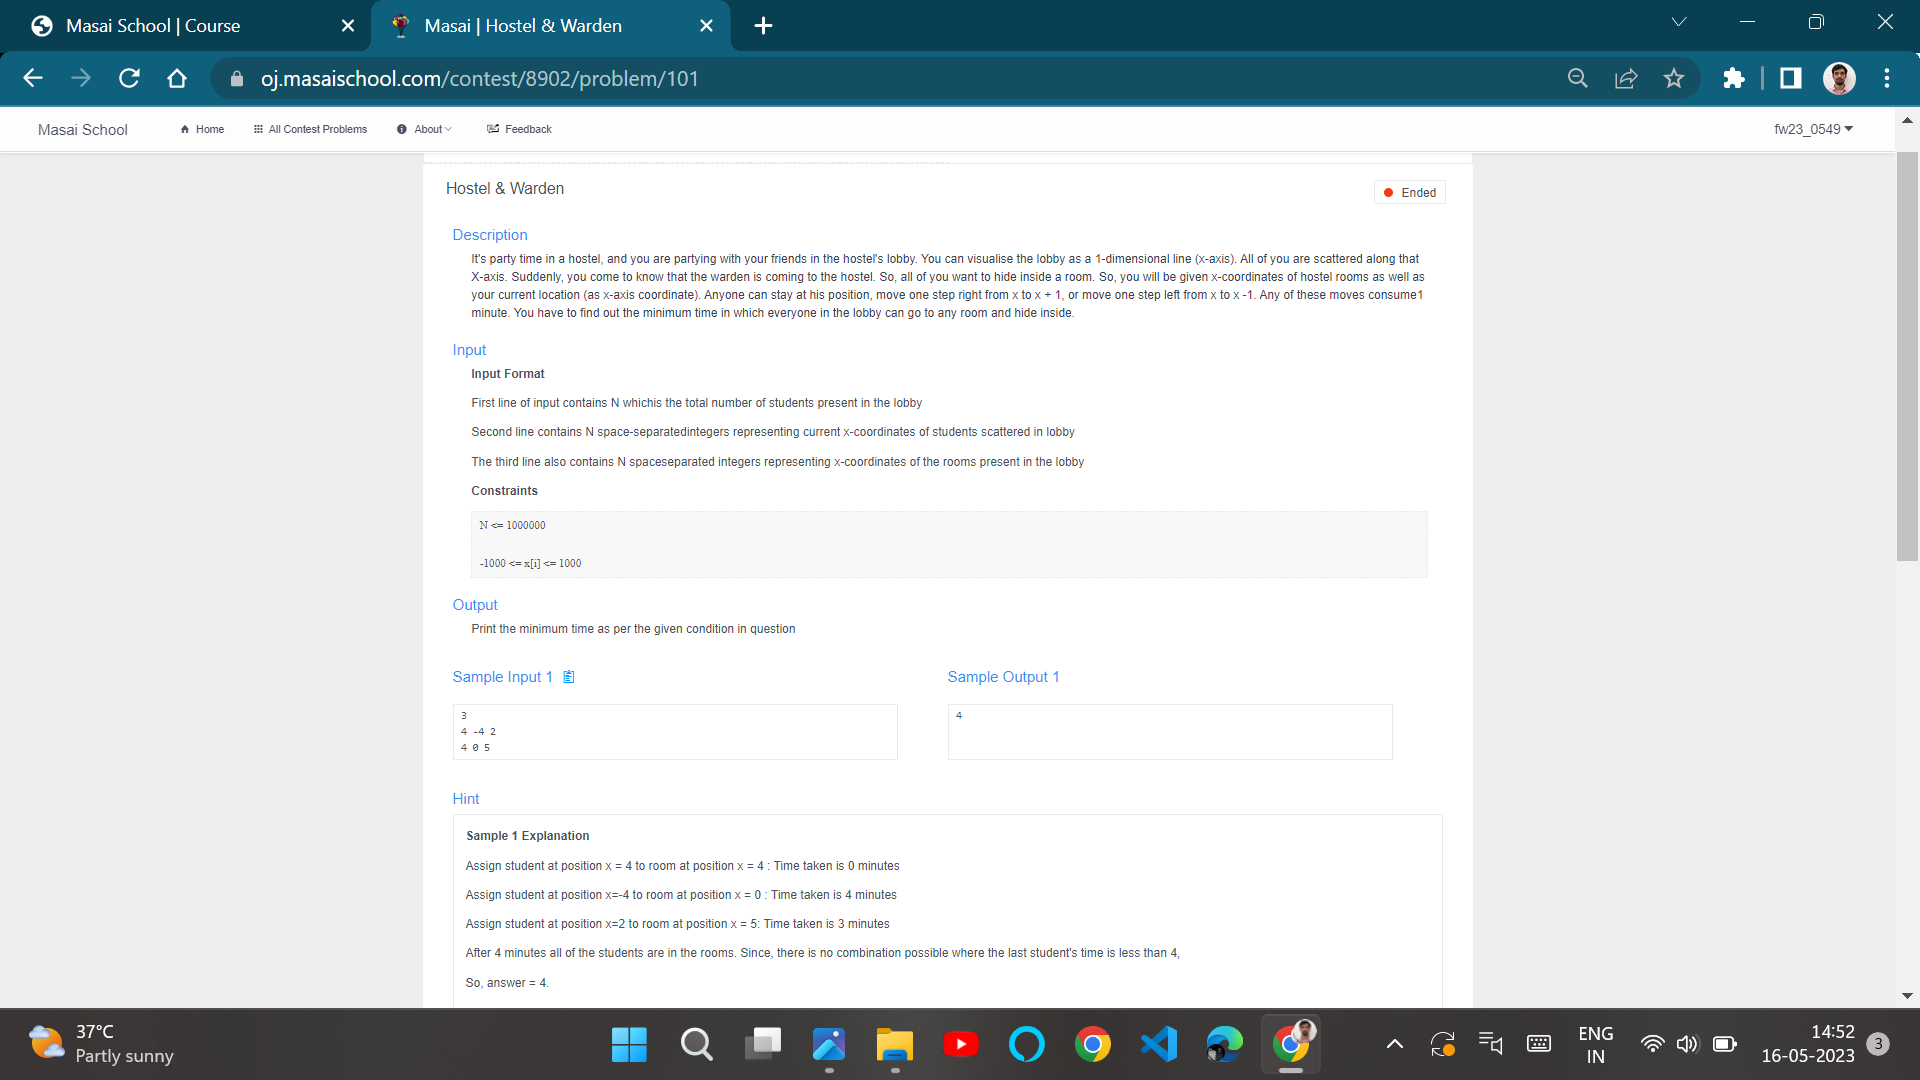 Masai School | Course
Masai | Hostel & Warden
oj.masaischool.com/contest/8902/problem/101
Masai School
Home
All Contest Problems
About
Feedback
fw23_0549
Hostel & Warden
Ended
Description
It's party time in a hostel, and you are partying with your friends in the hostel's lobby. You can visualise the lobby as a 1-dimensional line (x-axis). All of you are scattered along that
X-axis. Suddenly, you come to know that the warden is coming to the hostel. So, all of you want to hide inside a room. So, you will be given x-coordinates of hostel rooms as well as
your current location (as x-axis coordinate). Anyone can stay at his position, move one step right from x to x + 1, or move one step left from x to x -1. Any of these moves consume1
minute. You have to find out the minimum time in which everyone in the lobby can go to any room and hide inside.
Input
Input Format
First line of input contains N whichis the total number of students present in the lobby
Second line contains N space-separatedintegers representing current x-coordinates of students scattered in lobby
The third line also contains N spaceseparated integers representing x-coordinates of the rooms present in the lobby
Constraints
N <= 1000000
-1000 <= x[i] <= 1000
Output
Print the minimum time as per the given condition in question
Sample Input 1
3
4 -4 2
4 0 5
Sample Output 1
4
Hint
Sample 1 Explanation
Assign student at position x = 4 to room at position x = 4 : Time taken is 0 minutes
Assign student at position x=-4 to room at position x = 0 : Time taken is 4 minutes
Assign student at position x=2 to room at position x = 5: Time taken is 3 minutes
After 4 minutes all of the students are in the rooms. Since, there is no combination possible where the last student's time is less than 4,
So, answer = 4.
37°C
Partly sunny
ENG
IN
14:52
16-05-2023
3